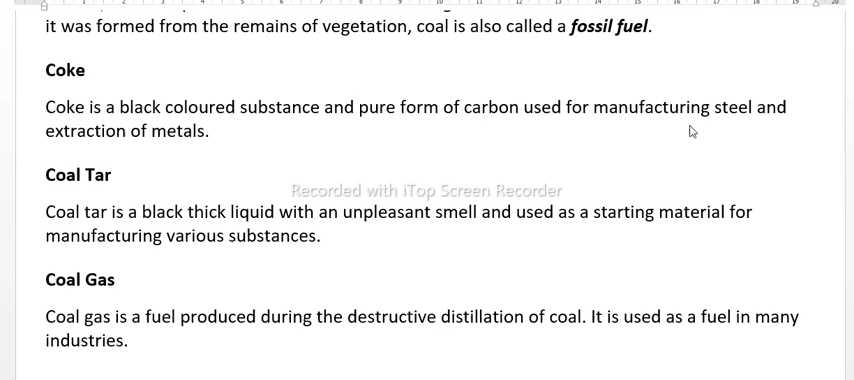 it was formed from the remains of vegetation, coal is also called a fossil fuel.
Coke
Coke is a black coloured substance and pure form of carbon used for manufacturing steel and
extraction of metals.
Coal Tar
Recorded with iTop Screen Recorder
Coal tar is a black thick liquid with an unpleasant smell and used as a starting material for
manufacturing various substances.
Coal Gas
Coal gas is a fuel produced during the destructive distillation of coal. It is used as a fuel in many
industries.